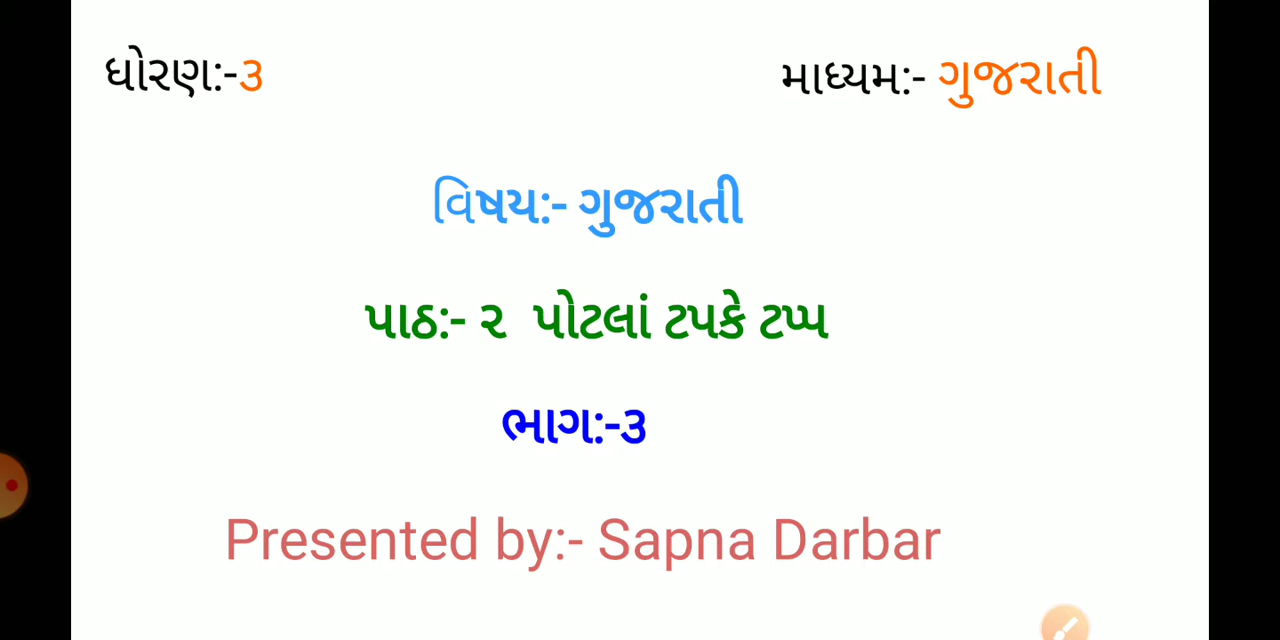 ધોરણ:-૩ માધ્યમ:- ગુજરાતી
વિષય:- ગુજરાતી
પાઠ:- ૨ પોટલાં ટપકે ટપ્પ
ભાગ:-૩
Presented by:- Sapna Darbar